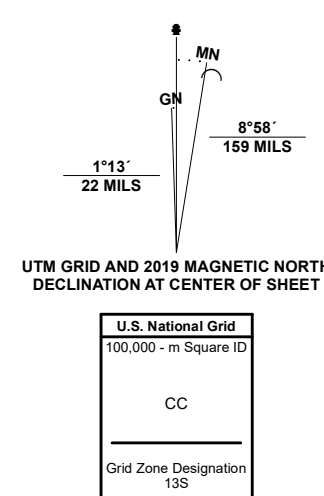 MN
GN
8°58´
159 MILS
1°13´
22 MILS
UTM GRID AND 2019 MAGNETIC NORTH
DECLINATION AT CENTER OF SHEET
U.S. National Grid
100,000 - m Square ID
CC
Grid Zone Designation
13S